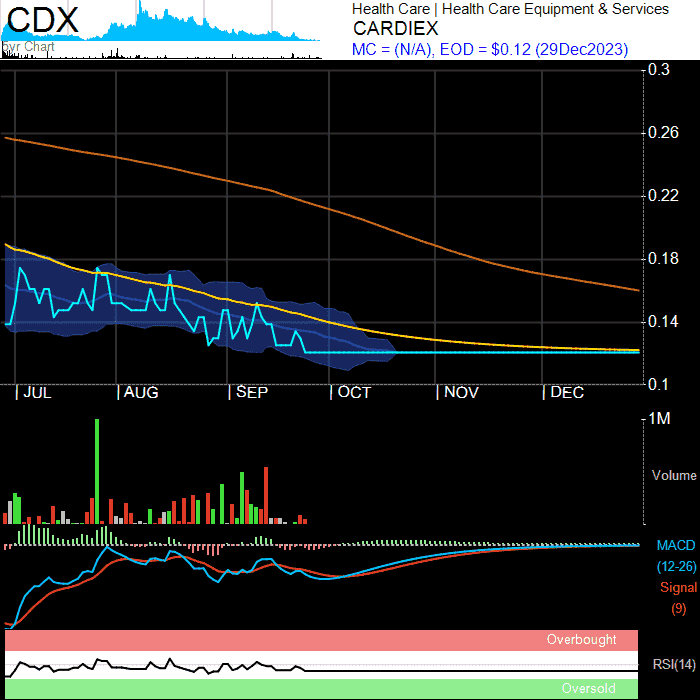 CDX
Health Care | Health Care Equipment & Services
CARDIEX
MC = (N/A), EOD = $0.12 (29Dec2023)
5yr Chart
0.3
0.26
0.22
0.18
0.14
0.1
JUL
AUG
SEP
OCT
NOV
DEC
1M
Volume
MACD
(12-26)
Signal
(9)
Overbought
RSI(14)
Oversold